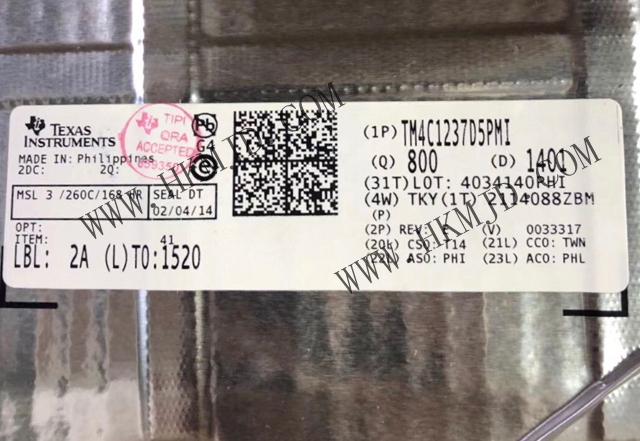 TEXAS
INSTRUMENTS
MADE IN: Philippines
2DC: 2Q:
TIPI
QRA
ACCEPTED
Pb
G4
MSL 3 /260C/168 HR
SEAL DT
02/04/14
OPT:
ITEM:
41
LBL: 2A (L)TO:1520
(1P) TM4C1237D5PMI
(Q) 800 (D) 1401
(31T)LOT: 4034140PHI
(4W) TKY(1T) 2114088ZBM
(P)
(2P) REV: (V) 0033317
(20L) CSO: T14 (21L) CCO: TWN
(22L) ASO: PHI (23L) ACO: PHL
WWW.HKMJD.COM
WWW.HKMJD.COM